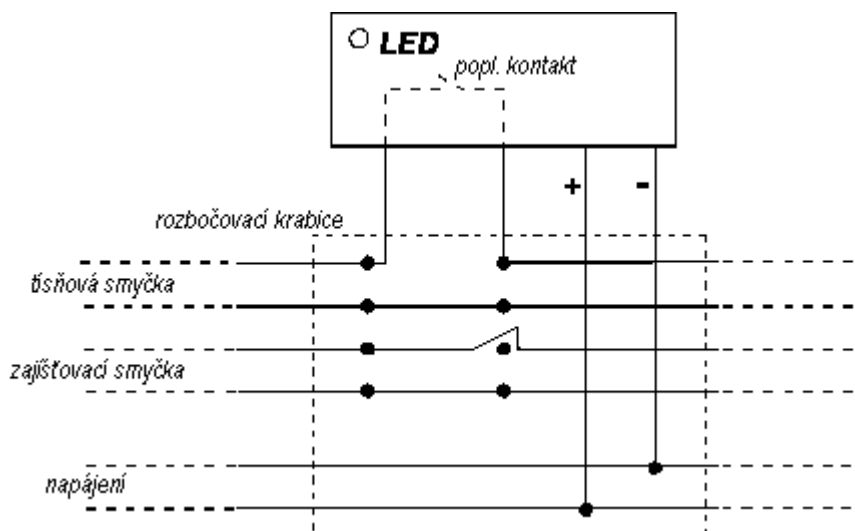 LED
popl. kontakt
+ -
rozbočovací krabice
tísňová smyčka
zajišťovací smyčka
napájení